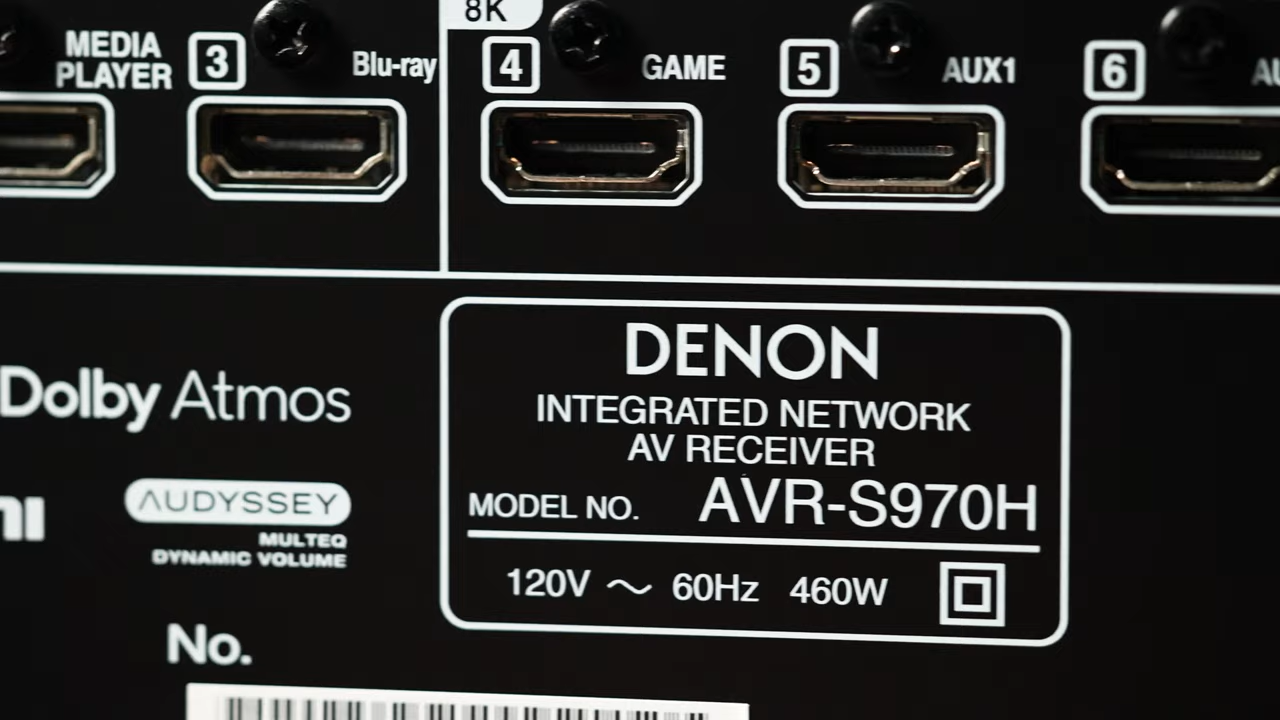 8K
MEDIA
PLAYER
3
Blu-ray
4
GAME
5
AUX1
6
DENON
INTEGRATED NETWORK
AV RECEIVER
MODEL NO. AVR-S970H
120V ～ 60Hz 460W
Dolby Atmos
AUDYSSEY
MULTEQ
DYNAMIC VOLUME
No.